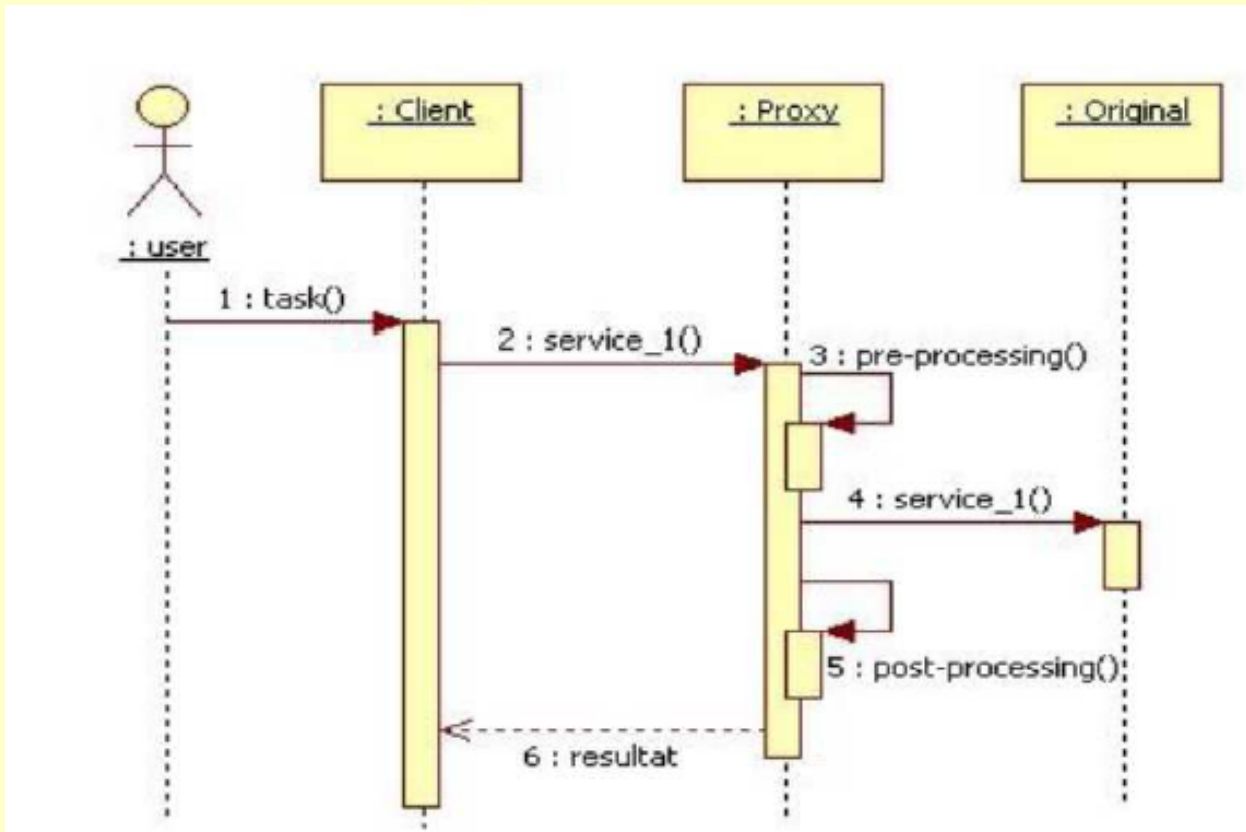 : Client
: Proxy
: Original
: user
1 : task()
2 : service_1()
3 : pre-processing()
4 : service_1()
5 : post-processing()
6 : resultat